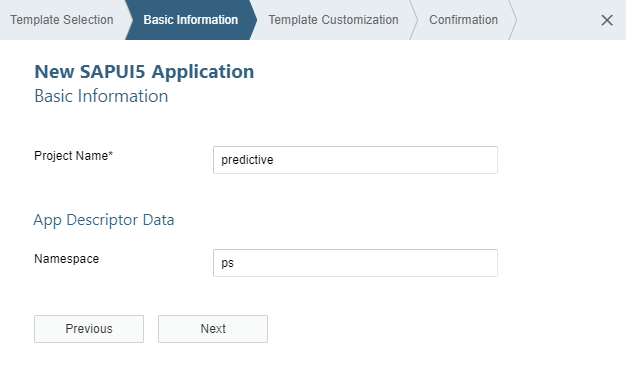 Template Selection
Basic Information
Template Customization
Confirmation
New SAPUI5 Application
Basic Information
Project Name*
predictive
App Descriptor Data
Namespace
ps
Previous
Next